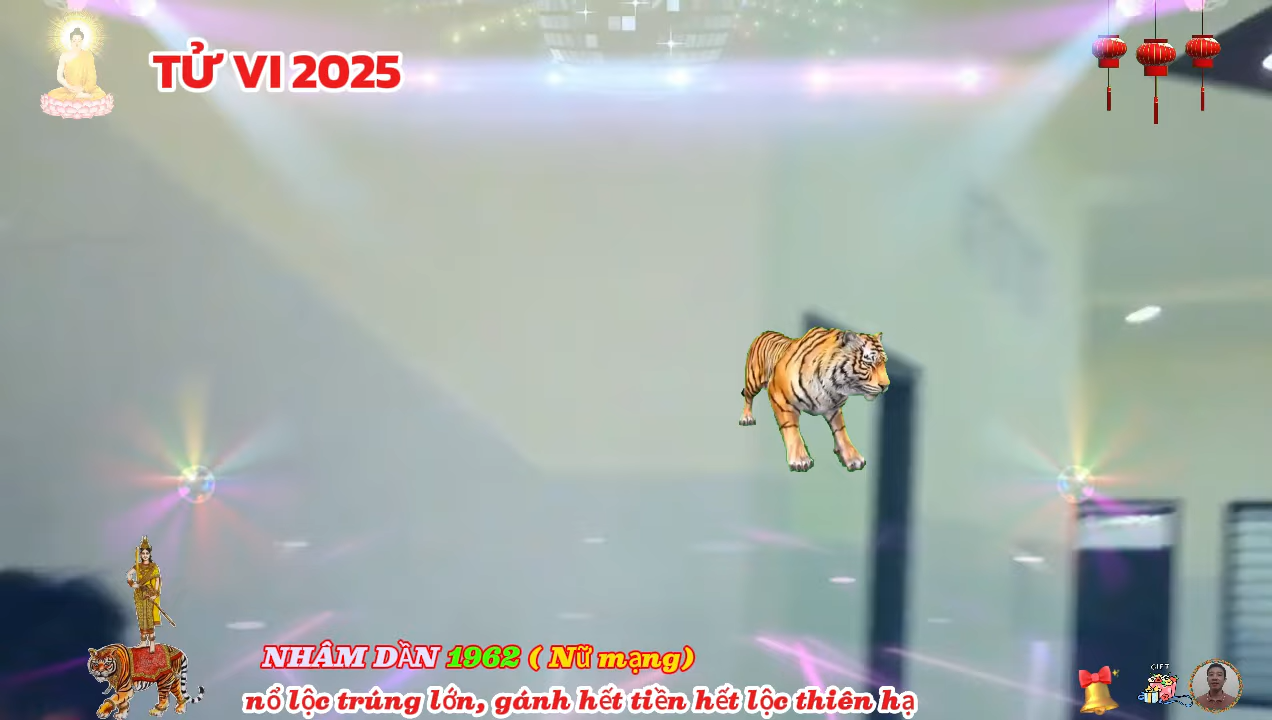 TỬ VI 2025
GIFT
NHÂM DẦN 1962 ( Nữ mạng)
nổ lộc trúng lớn, gánh hết tiền hết lộc thiên hạ